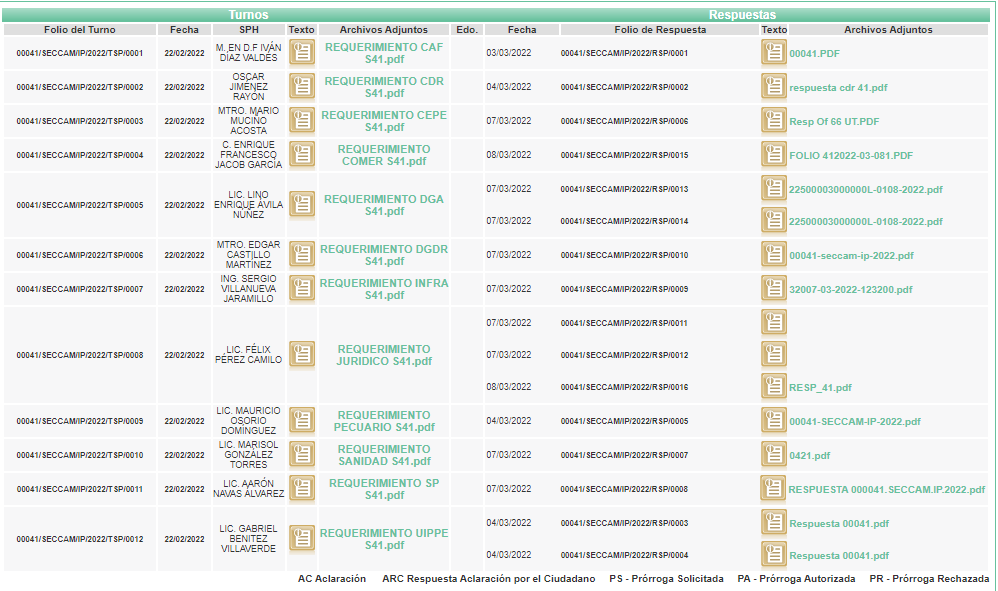 Turnos Respuestas
Folio del Turno Fecha SPH Texto Archivos Adjuntos Edo. Fecha Folio de Respuesta Texto Archivos Adjuntos
00041/SECCAM/IP/2022/TSP/0001 22/02/2022 M.,EN D.F IVÁN DÍAZ VALDÉS REQUERIMIENTO CAF S41.pdf 03/03/2022 00041/SECCAM/IP/2022/RSP/0001 00041.PDF
00041/SECCAM/IP/2022/TSP/0002 22/02/2022 OSCAR JIMÉNEZ RAYÓN REQUERIMIENTO CDR S41.pdf 04/03/2022 00041/SECCAM/IP/2022/RSP/0002 respuesta cdr 41.pdf
00041/SECCAM/IP/2022/TSP/0003 22/02/2022 MTRO. MARIO MUCIÑO ACOSTA REQUERIMIENTO CEPE S41.pdf 07/03/2022 00041/SECCAM/IP/2022/RSP/0006 Resp Of 66 UT.PDF
00041/SECCAM/IP/2022/TSP/0004 22/02/2022 C. ENRIQUE FRANCESCO JACOB GARCÍA REQUERIMIENTO COMER S41.pdf 08/03/2022 00041/SECCAM/IP/2022/RSP/0015 FOLIO 412022-03-081.PDF
00041/SECCAM/IP/2022/TSP/0005 22/02/2022 LIC. LINO ENRIQUE ÁVILA NÚÑEZ REQUERIMIENTO DGA S41.pdf 07/03/2022 00041/SECCAM/IP/2022/RSP/0013 22500003000000L-0108-2022.pdf
07/03/2022 00041/SECCAM/IP/2022/RSP/0014 22500003000000L-0108-2022.pdf
00041/SECCAM/IP/2022/TSP/0006 22/02/2022 MTRO. EDGAR CASTILLO MARTÍNEZ REQUERIMIENTO DGDR S41.pdf 07/03/2022 00041/SECCAM/IP/2022/RSP/0010 00041-seccam-ip-2022.pdf
00041/SECCAM/IP/2022/TSP/0007 22/02/2022 ING. SERGIO VILLANUEVA JARAMILLO REQUERIMIENTO INFRA S41.pdf 07/03/2022 00041/SECCAM/IP/2022/RSP/0009 32007-03-2022-123200.pdf
07/03/2022 00041/SECCAM/IP/2022/RSP/0011
00041/SECCAM/IP/2022/TSP/0008 22/02/2022 LIC. FÉLIX PÉREZ CAMILO REQUERIMIENTO JURIDICO S41.pdf 07/03/2022 00041/SECCAM/IP/2022/RSP/0012
08/03/2022 00041/SECCAM/IP/2022/RSP/0016 RESP_41.pdf
00041/SECCAM/IP/2022/TSP/0009 22/02/2022 LIC. MAURICIO OSORIO DOMÍNGUEZ REQUERIMIENTO PECUARIO S41.pdf 04/03/2022 00041/SECCAM/IP/2022/RSP/0005 00041-SECCAM-IP-2022.pdf
00041/SECCAM/IP/2022/TSP/0010 22/02/2022 LIC. MARISOL GONZÁLEZ TORRES REQUERIMIENTO SANIDAD S41.pdf 07/03/2022 00041/SECCAM/IP/2022/RSP/0007 0421.pdf
00041/SECCAM/IP/2022/TSP/0011 22/02/2022 LIC. AARÓN NAVAS ALVAREZ REQUERIMIENTO SP S41.pdf 07/03/2022 00041/SECCAM/IP/2022/RSP/0008 RESPUESTA 000041.SECCAM.IP.2022.pdf
00041/SECCAM/IP/2022/TSP/0012 22/02/2022 LIC. GABRIEL BENITEZ VILLAVERDE REQUERIMIENTO UIPPE S41.pdf 04/03/2022 00041/SECCAM/IP/2022/RSP/0003 Respuesta 00041.pdf
04/03/2022 00041/SECCAM/IP/2022/RSP/0004 Respuesta 00041.pdf
AC Aclaración ARC Respuesta Aclaración por el Ciudadano PS - Prórroga Solicitada PA - Prórroga Autorizada PR - Prórroga Rechazada